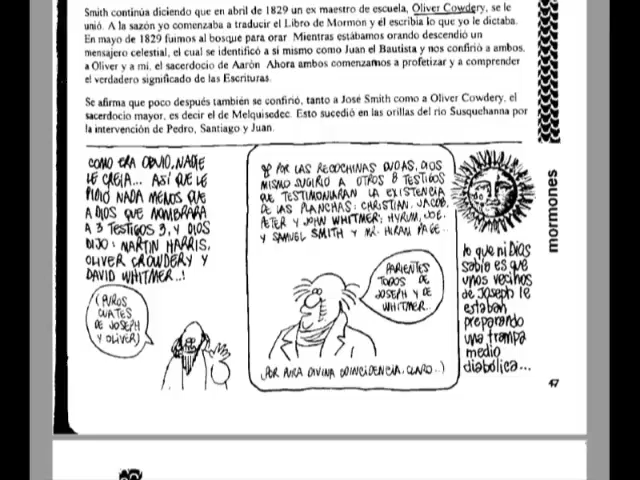 Smith continúa diciendo que en abril de 1829 un ex maestro de escuela, Oliver Cowdery, se le
unió. A la sazón yo comenzaba a traducir el Libro de Mormón y él escribía lo que yo le dictaba.
En mayo de 1829 fuimos al bosque para orar. Mientras estábamos orando descendió un
mensajero celestial, el cual se identificó a sí mismo como Juan el Bautista y nos confirió a ambos,
a Oliver y a mí, el sacerdocio de Aarón. Ahora ambos comenzamos a profetizar y a comprender
el verdadero significado de las Escrituras.
Se afirma que poco después también se confirió, tanto a José Smith como a Oliver Cowdery, el
sacerdocio mayor, es decir el de Melquisedec. Esto sucedió en las orillas del río Susquehanna por
la intervención de Pedro, Santiago y Juan.
COMO ERA OBVIO, NADIE
LE CREIA... ASÍ QUE LE
PIDIÓ NADA MENOS QUE
A DIOS QUE NOMBRARA
A 3 TESTIGOS 3, Y DIOS
DIJO: MARTIN HARRIS,
OLIVER CROWDERY Y
DAVID WHITMER..!
(PUROS
CUATES
DE JOSEPH
Y OLIVER)
Y POR LAS RECOCHINAS DUDAS, DIOS
MISMO SUGIRIÓ A OTROS 8 TESTIGOS
QUE TESTIMONIARAN LA EXISTENCIA
DE LAS PLANCHAS: CHRISTIAN, JACOB,
PETER Y JOHN WHITMER; HYRUM, JOE
Y SAMUEL SMITH Y MR. HIRAM PAGE...
PARIENTES
TODOS DE
JOSEPH Y DE
WHITMER..
(POR PURA DIVINA COINCIDENCIA, CLARO..)
lo que ni DIOS
sabía es que
unos vecinos
de Joseph le
estaban
preparando
una trampa
medio
diabólica...
mormones
47